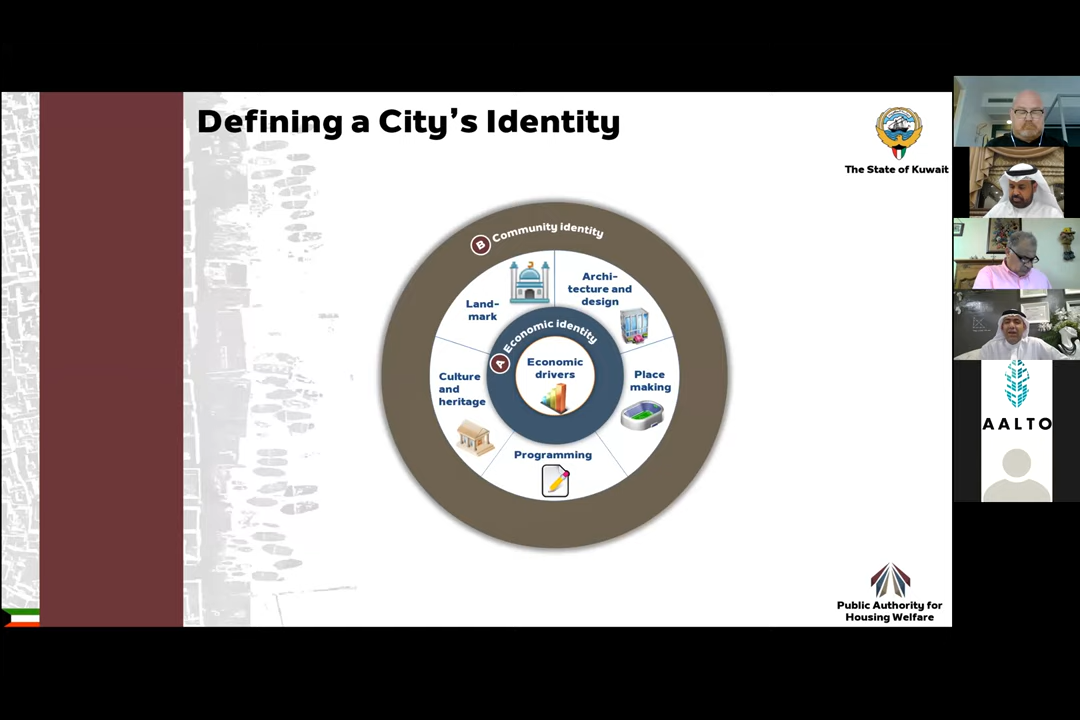 Defining a City's Identity
The State of Kuwait
B Community identity
Land-
mark
Archi-
tecture and
design
A Economic identity
Economic
drivers
Culture
and
heritage
Place
making
Programming
AALTO
Public Authority for
Housing Welfare